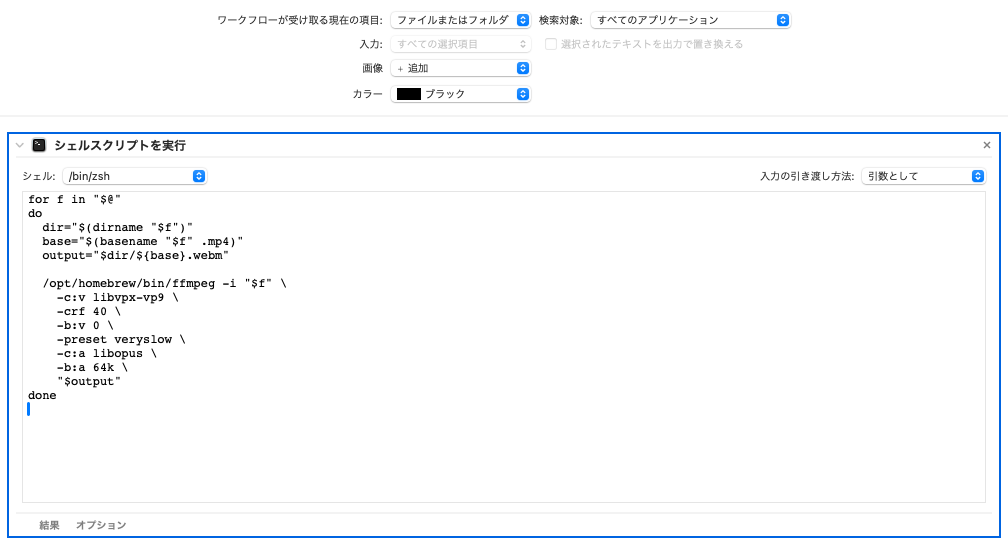 ワークフローが受け取る現在の項目: ファイルまたはフォルダ 検索対象: すべてのアプリケーション
入力: すべての選択項目 選択されたテキストを出力で置き換える
画像 + 追加
カラー ブラック
シェルスクリプトを実行
シェル: /bin/zsh 入力の引き渡し方法: 引数として
for f in "$@"
do
  dir="$(dirname "$f")"
  base="$(basename "$f" .mp4)"
  output="$dir/${base}.webm"

  /opt/homebrew/bin/ffmpeg -i "$f" \
    -c:v libvpx-vp9 \
    -crf 40 \
    -b:v 0 \
    -preset veryslow \
    -c:a libopus \
    -b:a 64k \
    "$output"
done
結果 オプション